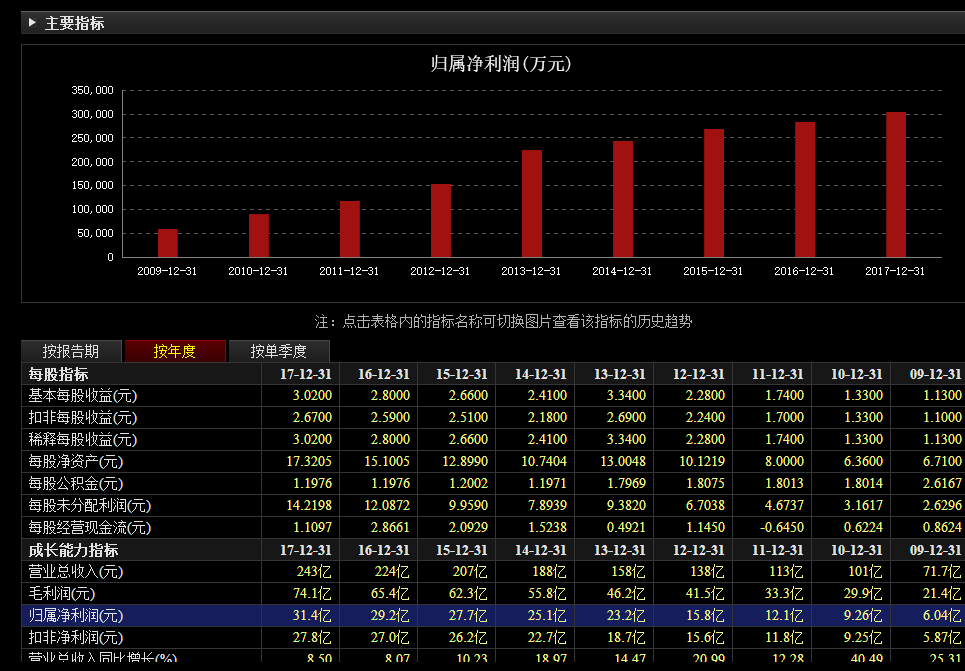 主要指标
归属净利润(万元)
350,000
300,000
250,000
200,000
150,000
100,000
50,000
0
2009-12-31 2010-12-31 2011-12-31 2012-12-31 2013-12-31 2014-12-31 2015-12-31 2016-12-31 2017-12-31
注：点击表格内的指标名称可切换图片查看该指标的历史趋势
按报告期 按年度 按单季度
每股指标 17-12-31 16-12-31 15-12-31 14-12-31 13-12-31 12-12-31 11-12-31 10-12-31 09-12-31
基本每股收益(元) 3.0200 2.8000 2.6600 2.4100 3.3400 2.2800 1.7400 1.3300 1.1300
扣非每股收益(元) 2.6700 2.5900 2.5100 2.1800 2.6900 2.2400 1.7000 1.3300 1.1000
稀释每股收益(元) 3.0200 2.8000 2.6600 2.4100 3.3400 2.2800 1.7400 1.3300 1.1300
每股净资产(元) 17.3205 15.1005 12.8990 10.7404 13.0048 10.1219 8.0000 6.3600 6.7100
每股公积金(元) 1.1976 1.1976 1.2002 1.1971 1.7969 1.8075 1.8013 1.8014 2.6167
每股未分配利润(元) 14.2198 12.0872 9.9590 7.8939 9.3820 6.7038 4.6737 3.1617 2.6296
每股经营现金流(元) 1.1097 2.8661 2.0929 1.5238 0.4921 1.1450 -0.6450 0.6224 0.8624
成长能力指标 17-12-31 16-12-31 15-12-31 14-12-31 13-12-31 12-12-31 11-12-31 10-12-31 09-12-31
营业总收入(元) 243亿 224亿 207亿 188亿 158亿 138亿 113亿 101亿 71.7亿
毛利润(元) 74.1亿 65.4亿 62.3亿 55.8亿 46.2亿 41.5亿 33.3亿 29.9亿 21.4亿
归属净利润(元) 31.4亿 29.2亿 27.7亿 25.1亿 23.2亿 15.8亿 12.1亿 9.26亿 6.04亿
扣非净利润(元) 27.8亿 27.0亿 26.2亿 22.7亿 18.7亿 15.6亿 11.8亿 9.25亿 5.87亿
营业总收入同比增长(%) 8.50 8.07 10.23 18.97 14.47 20.99 12.28 40.49 25.31